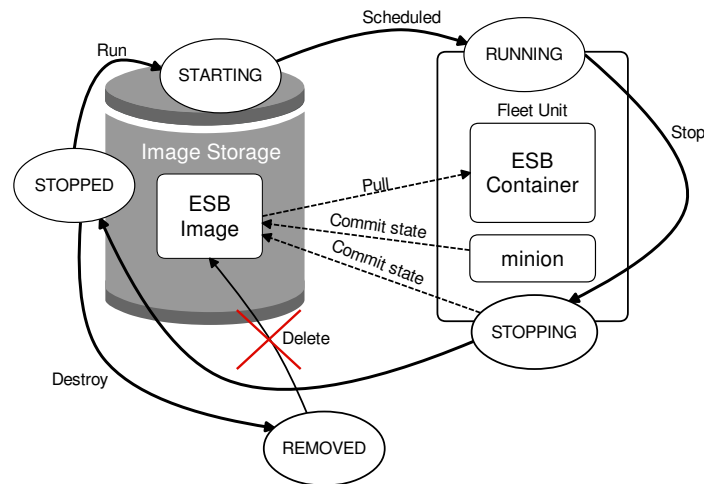 Scheduled
Run
STARTING
RUNNING
Fleet Unit
Stop
Image Storage
ESB
Container
Pull
STOPPED
ESB
Image
Commit state
minion
Commit state
STOPPING
Delete
Destroy
REMOVED